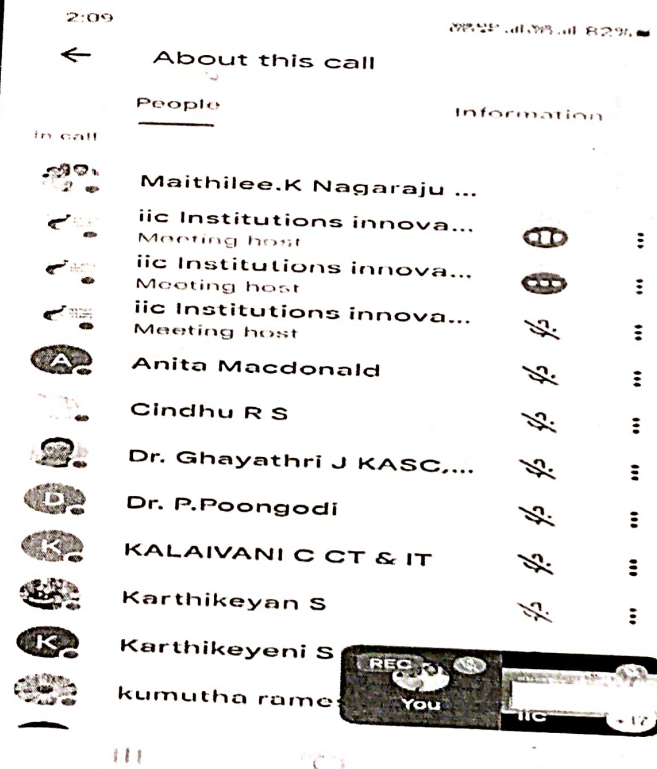 2:09
82%
← About this call
People Information
In call
Maithilee.K Nagaraju ...
iic Institutions innova...
Meeting host
iic Institutions innova...
Meeting host
iic Institutions innova...
Meeting host
A Anita Macdonald
Cindhu R S
Dr. Ghayathri J KASC,...
D Dr. P.Poongodi
K KALAIVANI C CT & IT
Karthikeyan S
K Karthikeyeni S
REC
kumutha rames
You
iic
+17